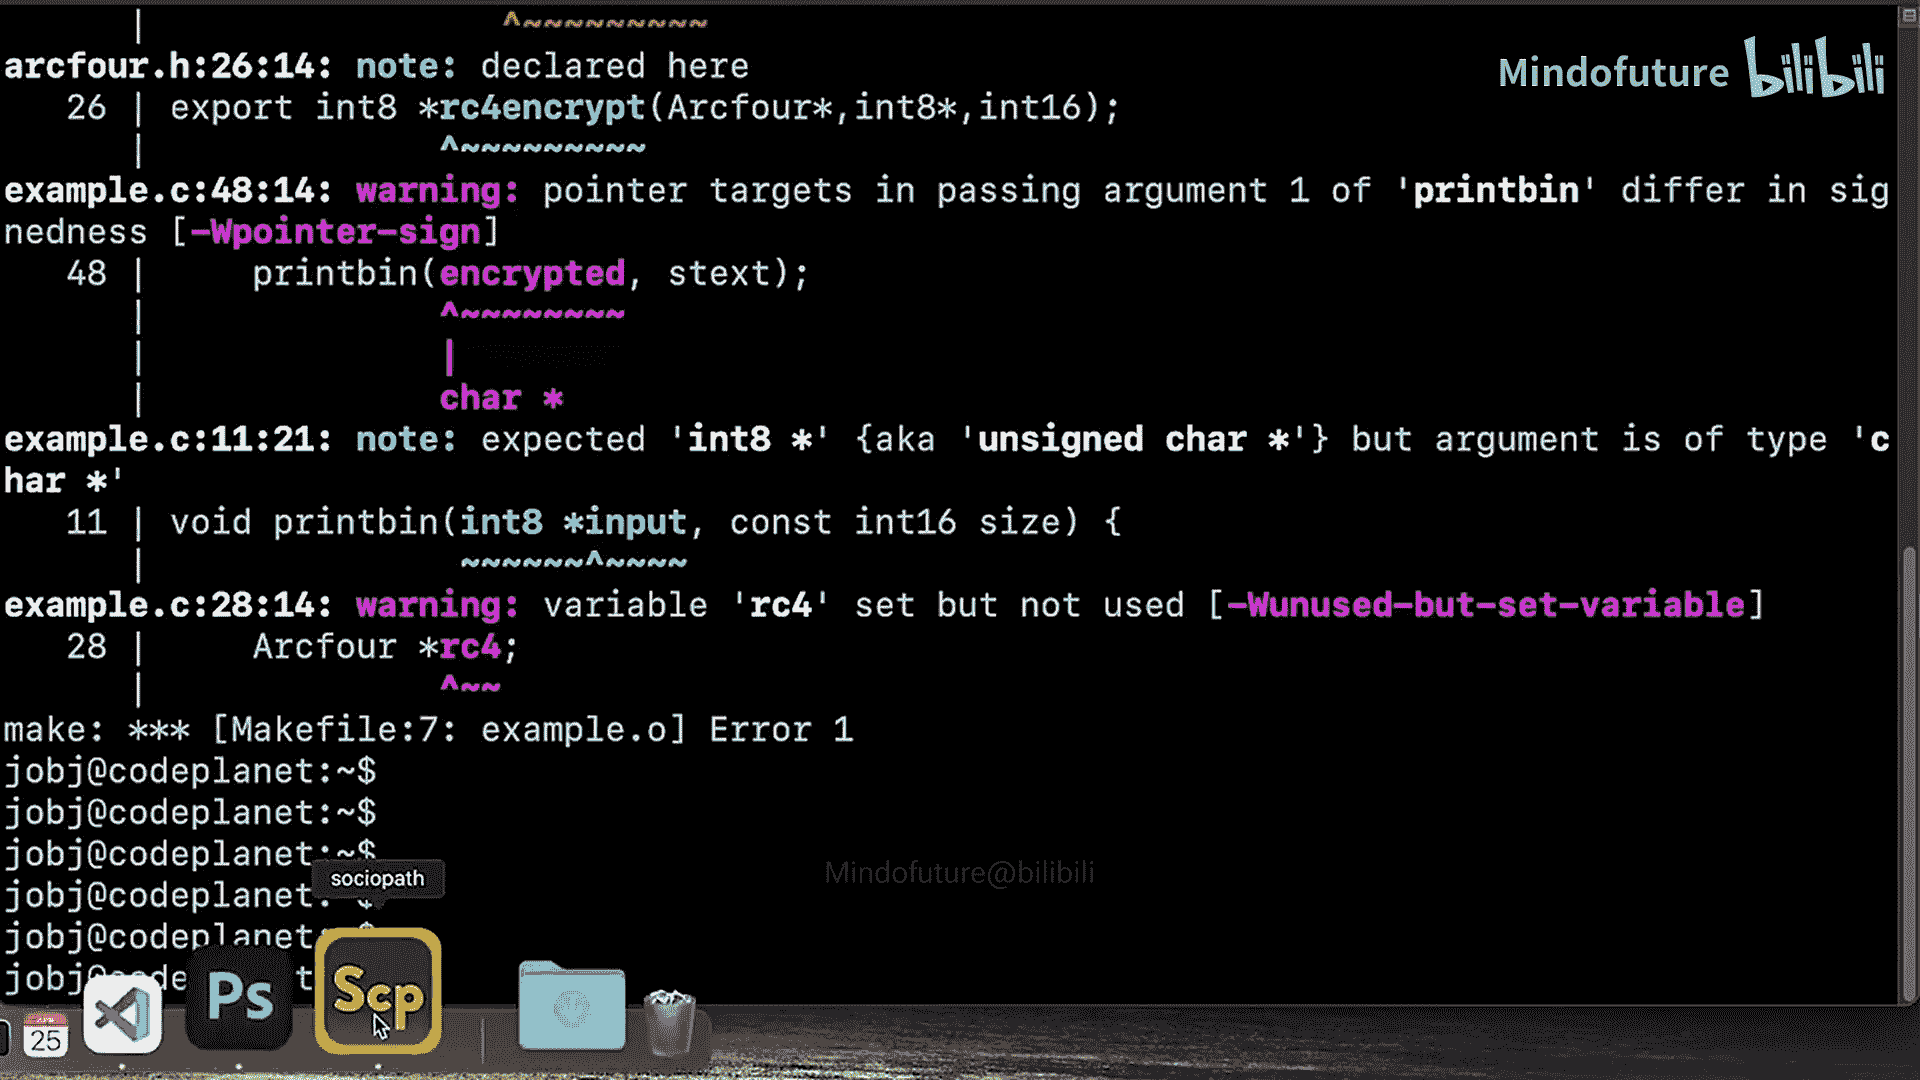 ^~~~~~~~~~
arcfour.h:26:14: note: declared here
26 | export int8 *rc4encrypt(Arcfour*,int8*,int16);
| ^~~~~~~~~~
example.c:48:14: warning: pointer targets in passing argument 1 of 'printbin' differ in sig
nedness [-Wpointer-sign]
48 | printbin(encrypted, stext);
| ^~~~~~~~~
| |
| char *
example.c:11:21: note: expected 'int8 *' {aka 'unsigned char *'} but argument is of type 'c
har *'
11 | void printbin(int8 *input, const int16 size) {
| ~~~~~~^~~~~
example.c:28:14: warning: variable 'rc4' set but not used [-Wunused-but-set-variable]
28 | Arcfour *rc4;
| ^~~
make: *** [Makefile:7: example.o] Error 1
jobj@codeplanet:~$
jobj@codeplanet:~$
jobj@codeplanet:~$
jobj@codeplanet: $
jobj@codeplanet:
Mindofuture bilibili
Mindofuture@bilibili
sociopath
25
Ps
Scp